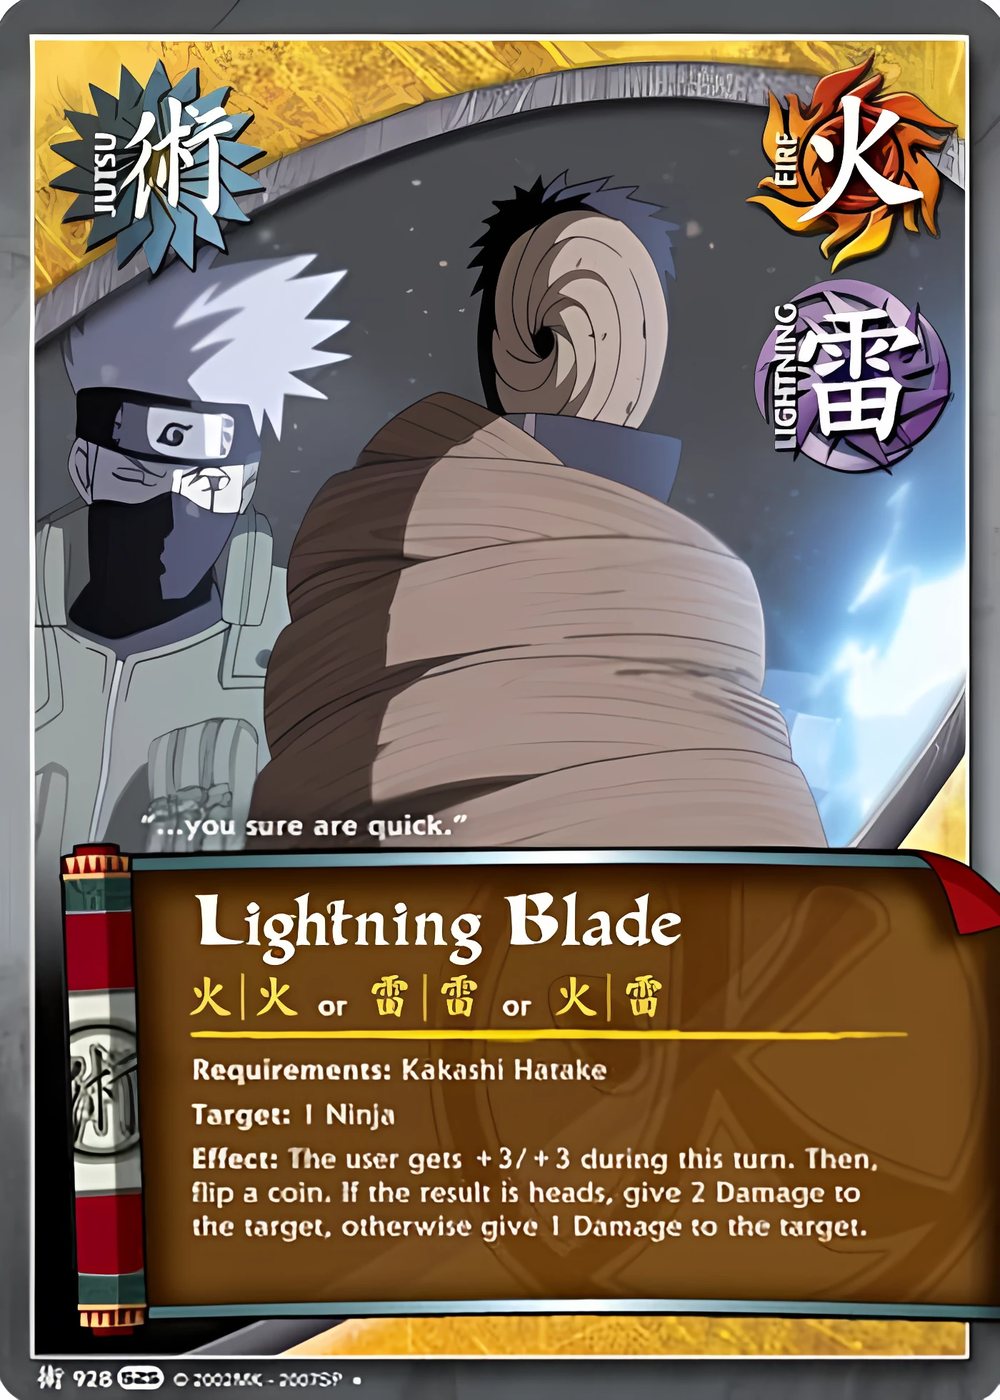 JUTSU
術
FIRE
火
LIGHTNING
雷
"...you sure are quick."
Lightning Blade
火|火 or 雷|雷 or 火|雷
Requirements: Kakashi Hatake
Target: 1 Ninja
Effect: The user gets +3/+3 during this turn. Then,
flip a coin. If the result is heads, give 2 Damage to
the target, otherwise give 1 Damage to the target.
術
術 928 © 2002MK - 2007SP